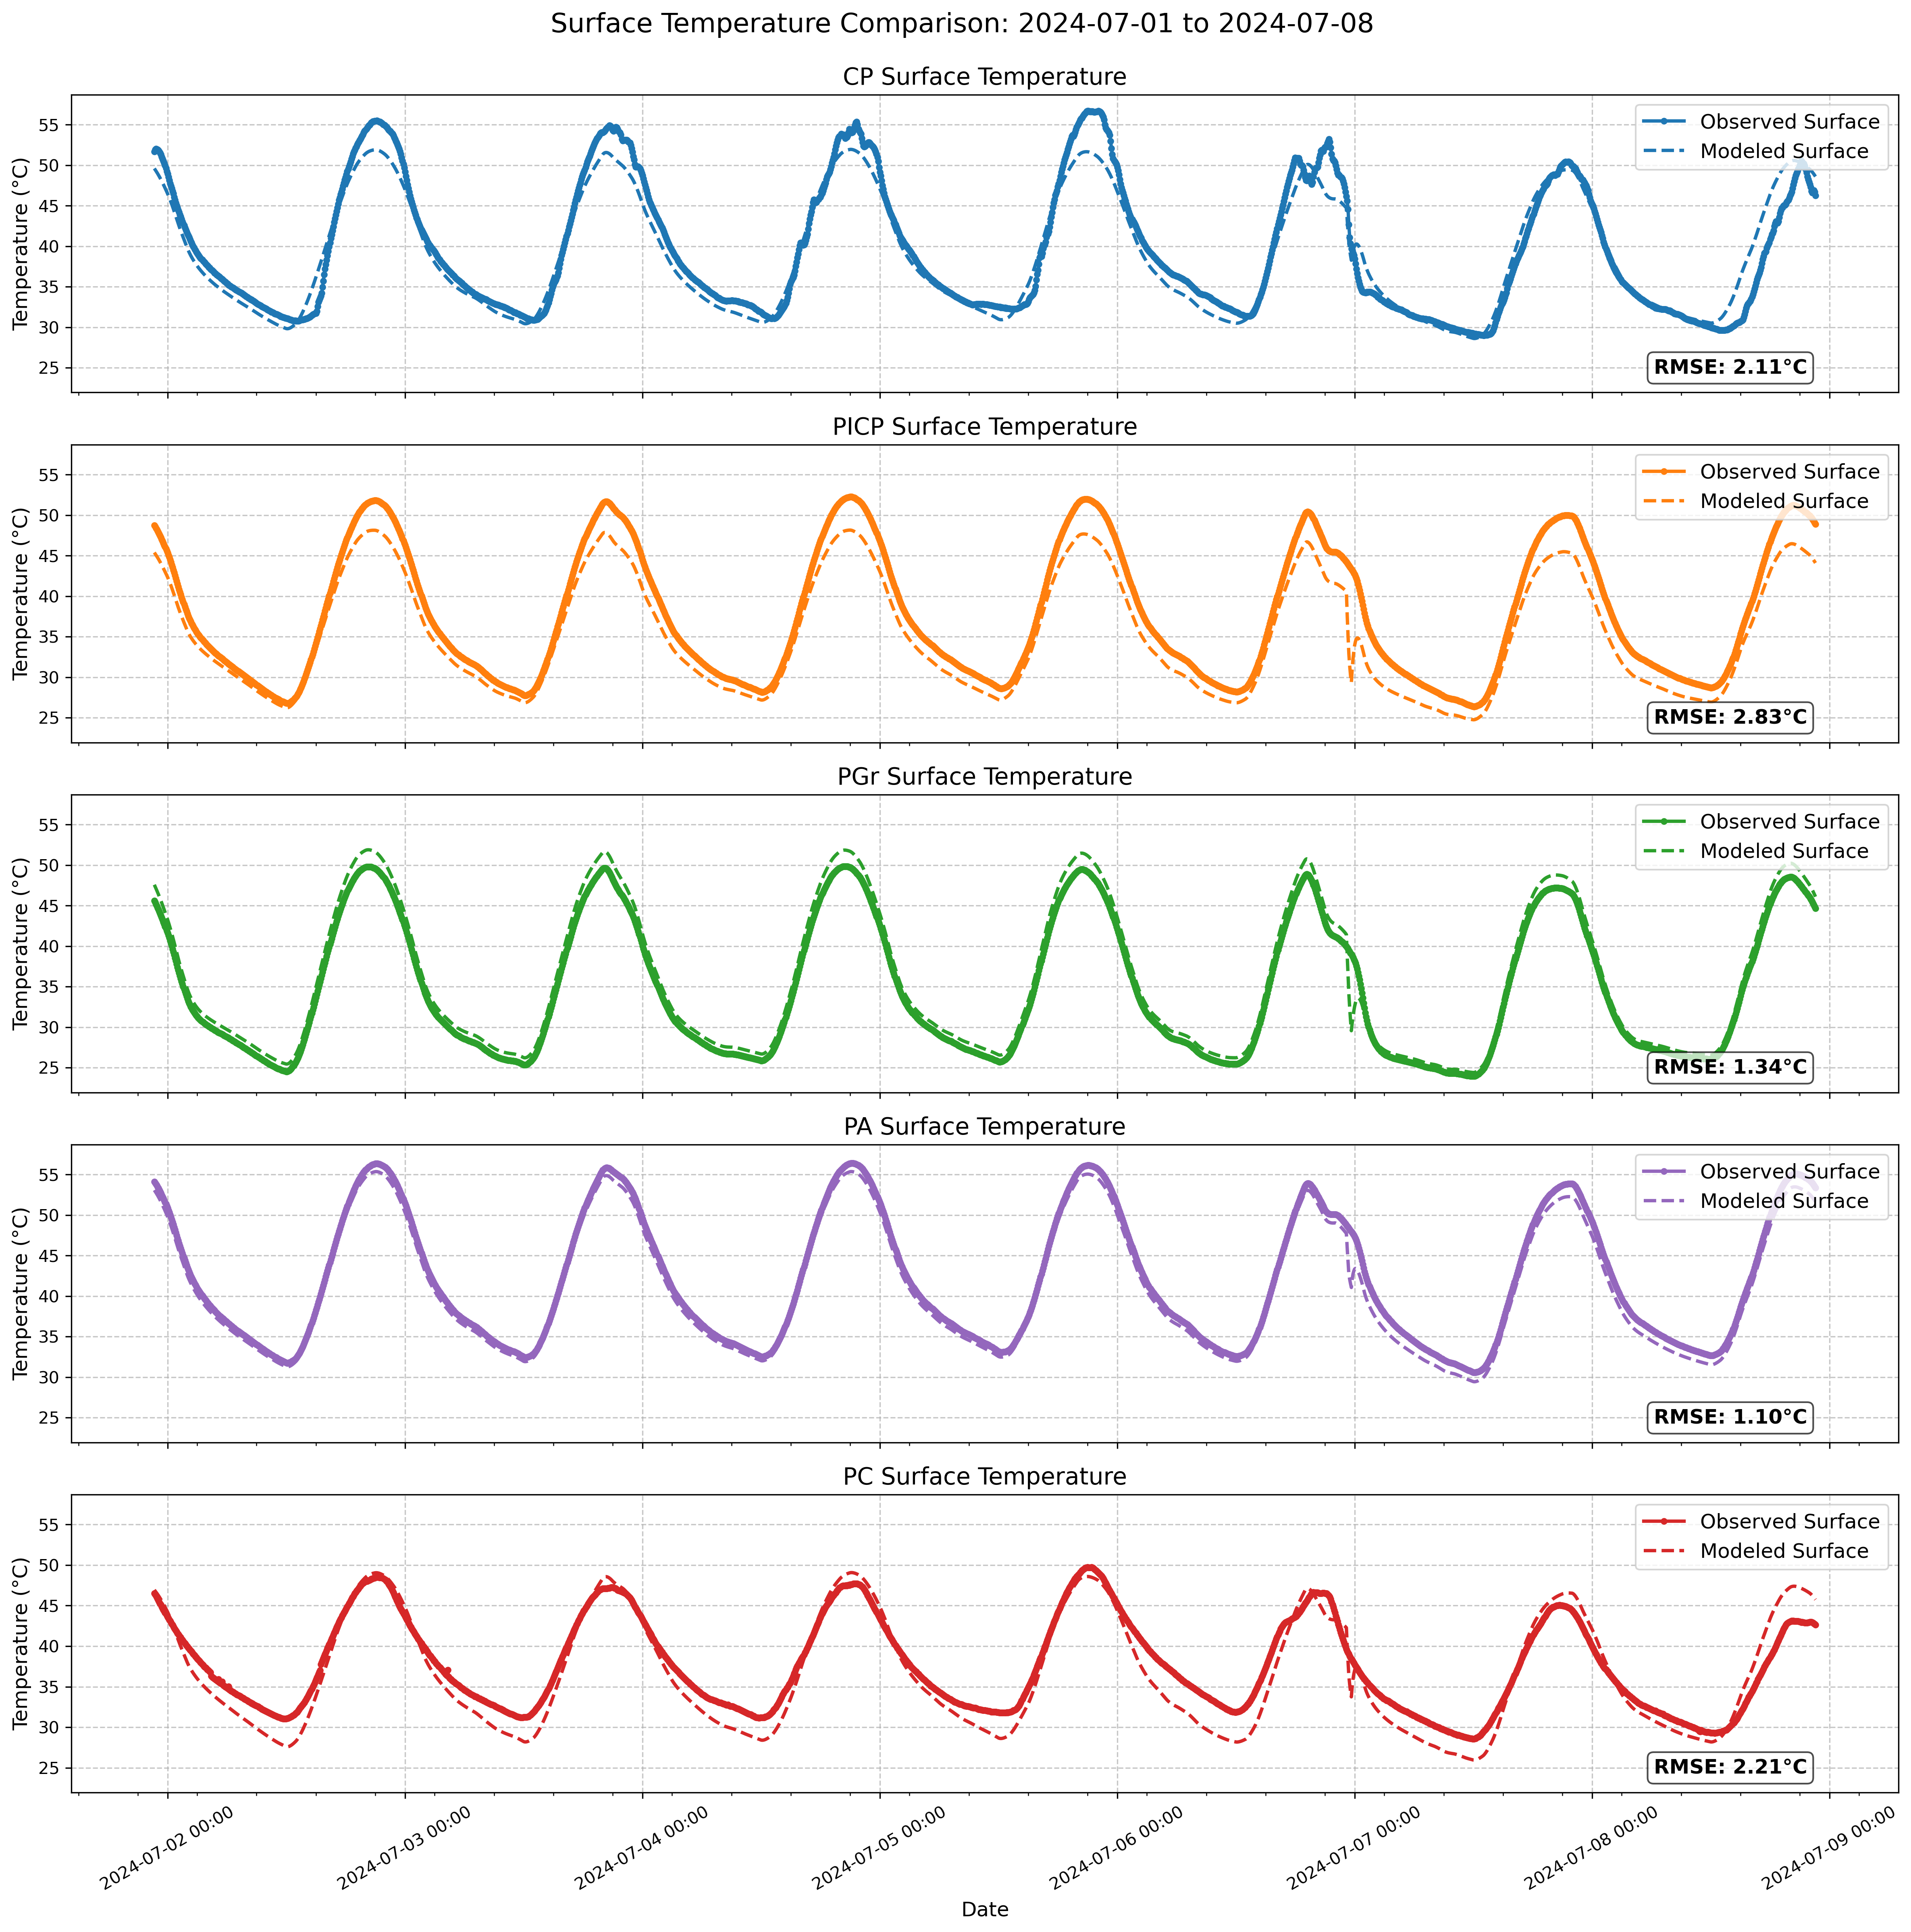 Surface Temperature Comparison: 2024-07-01 to 2024-07-08
CP Surface Temperature
Temperature (°C)
55
50
45
40
35
30
25
Observed Surface
Modeled Surface
RMSE: 2.11°C
PICP Surface Temperature
Temperature (°C)
55
50
45
40
35
30
25
Observed Surface
Modeled Surface
RMSE: 2.83°C
PGr Surface Temperature
Temperature (°C)
55
50
45
40
35
30
25
Observed Surface
Modeled Surface
RMSE: 1.34°C
PA Surface Temperature
Temperature (°C)
55
50
45
40
35
30
25
Observed Surface
Modeled Surface
RMSE: 1.10°C
PC Surface Temperature
Temperature (°C)
55
50
45
40
35
30
25
Observed Surface
Modeled Surface
RMSE: 2.21°C
2024-07-02 00:00
2024-07-03 00:00
2024-07-04 00:00
2024-07-05 00:00
2024-07-06 00:00
2024-07-07 00:00
2024-07-08 00:00
2024-07-09 00:00
Date